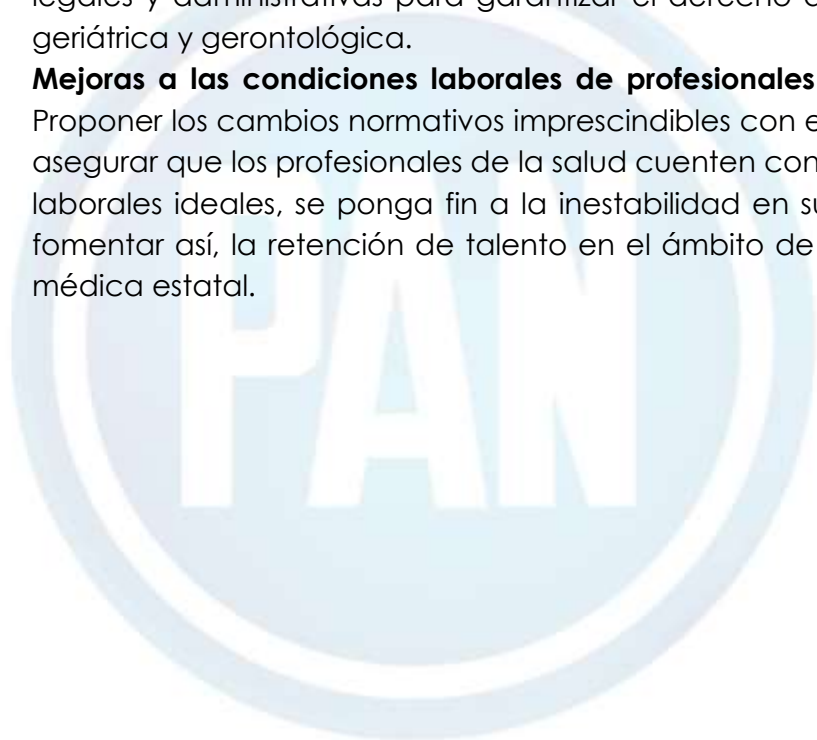 legales y administrativas para garantizar el derecho
geriátrica y gerontológica.
Mejoras a las condiciones laborales de profesionales
Proponer los cambios normativos imprescindibles con
asegurar que los profesionales de la salud cuenten con
laborales ideales, se ponga fin a la inestabilidad en
fomentar así, la retención de talento en el ámbito de
médica estatal.
PAN